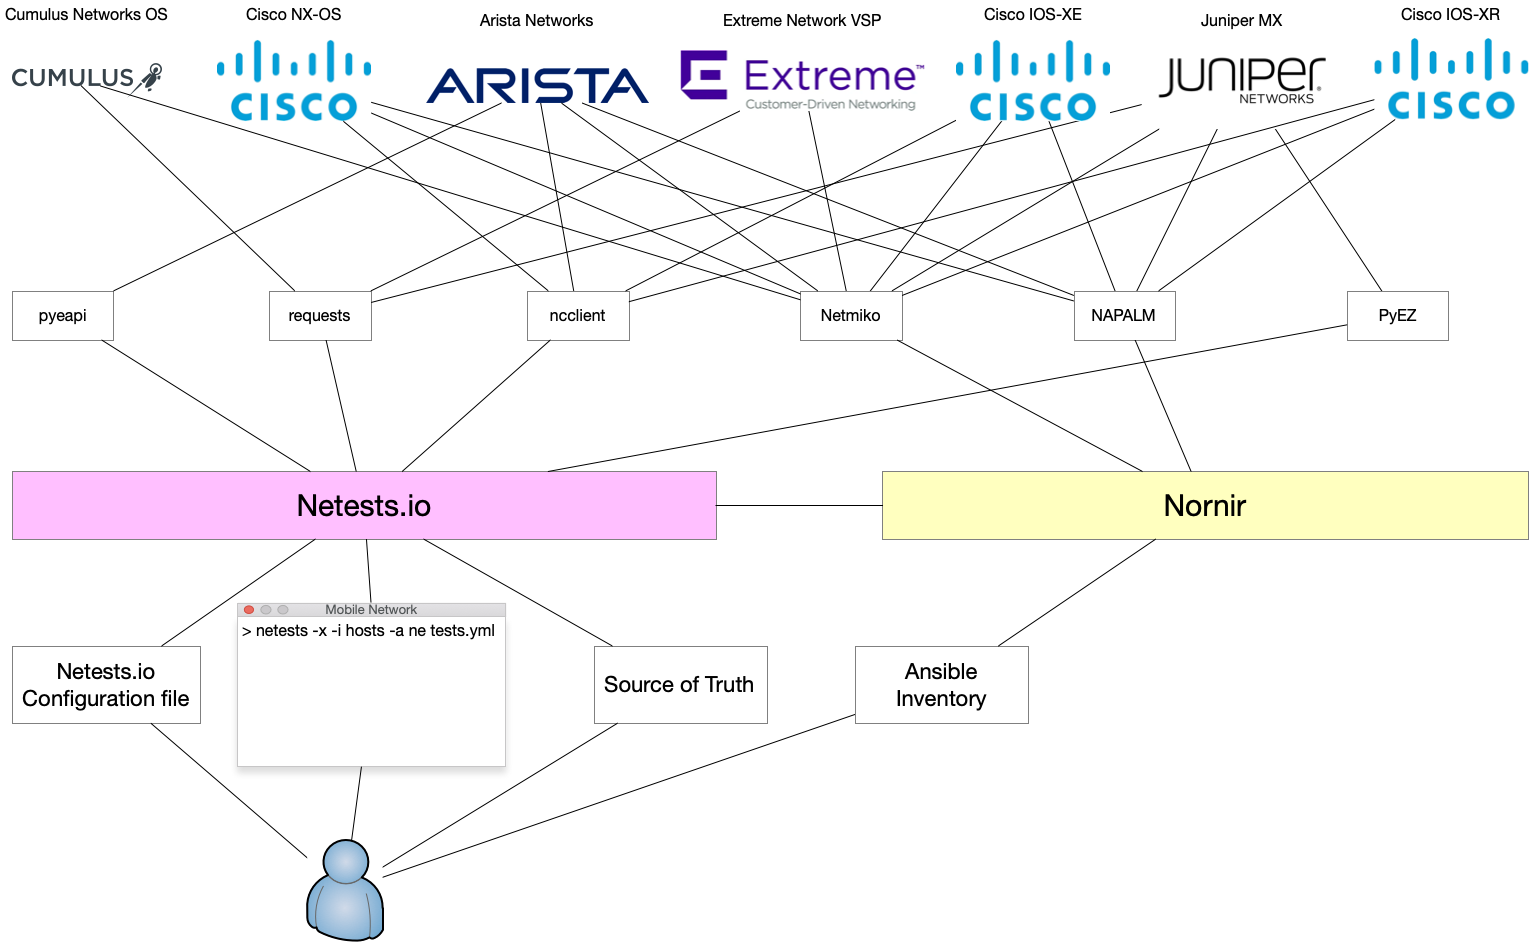 Cumulus Networks OS
Cisco NX-OS
Arista Networks
Extreme Network VSP
Cisco IOS-XE
Juniper MX
Cisco IOS-XR
CUMULUS
CISCO
ARISTA
Extreme™
Customer-Driven Networking
CISCO
JUNIPER
NETWORKS
CISCO
pyeapi
requests
ncclient
Netmiko
NAPALM
PyEZ
Netests.io
Nornir
Mobile Network
> netests -x -i hosts -a ne tests.yml
Netests.io
Configuration file
Source of Truth
Ansible
Inventory